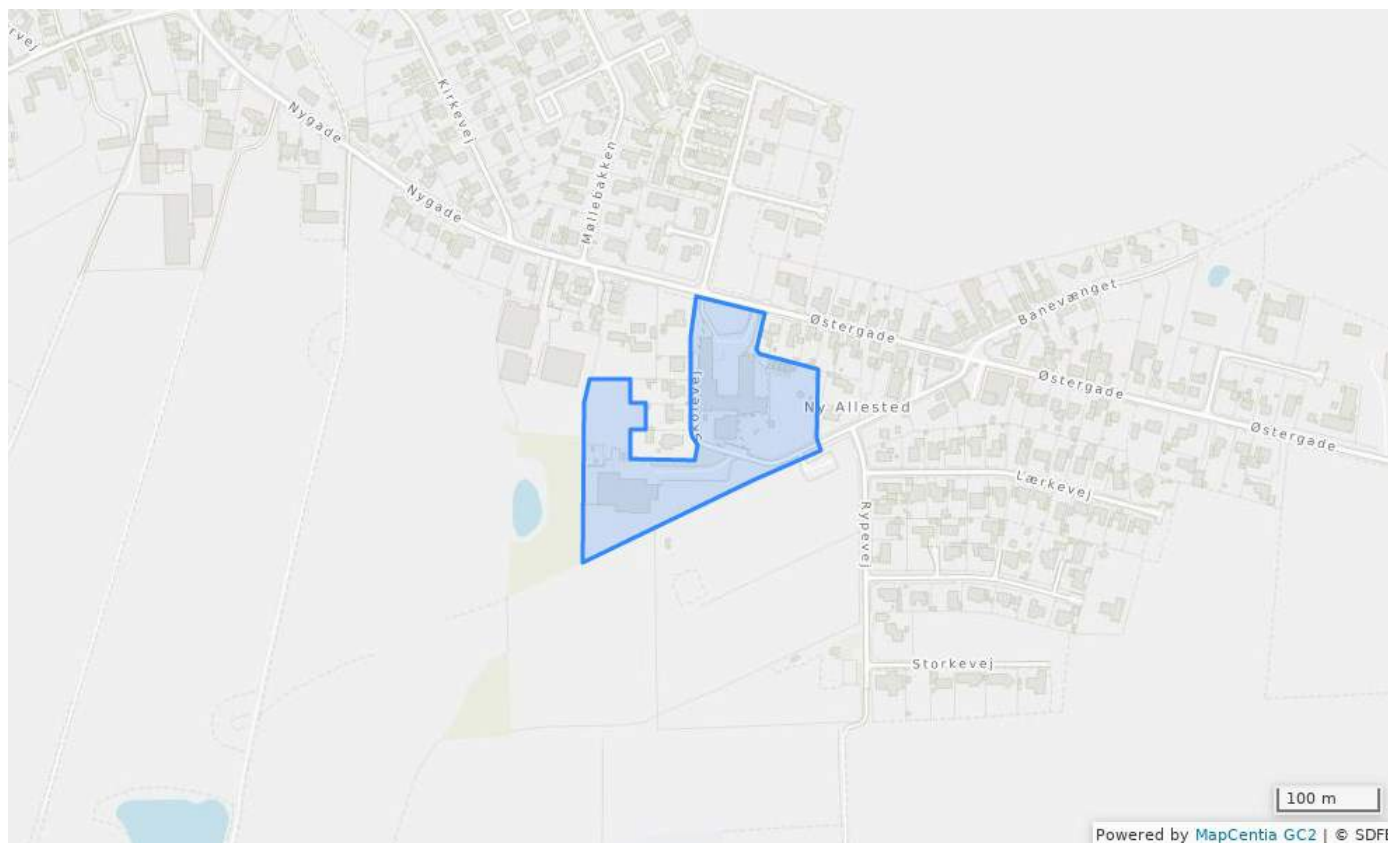 Nygade
Kirkevej
Nygade
Møllebakken
Østergade
Banevænget
Skolevej
Ny Allested
Østergade
Østergade
Lærkevej
Rypevej
Storkevej
100 m
Powered by MapCentia GC2 | © SDFE